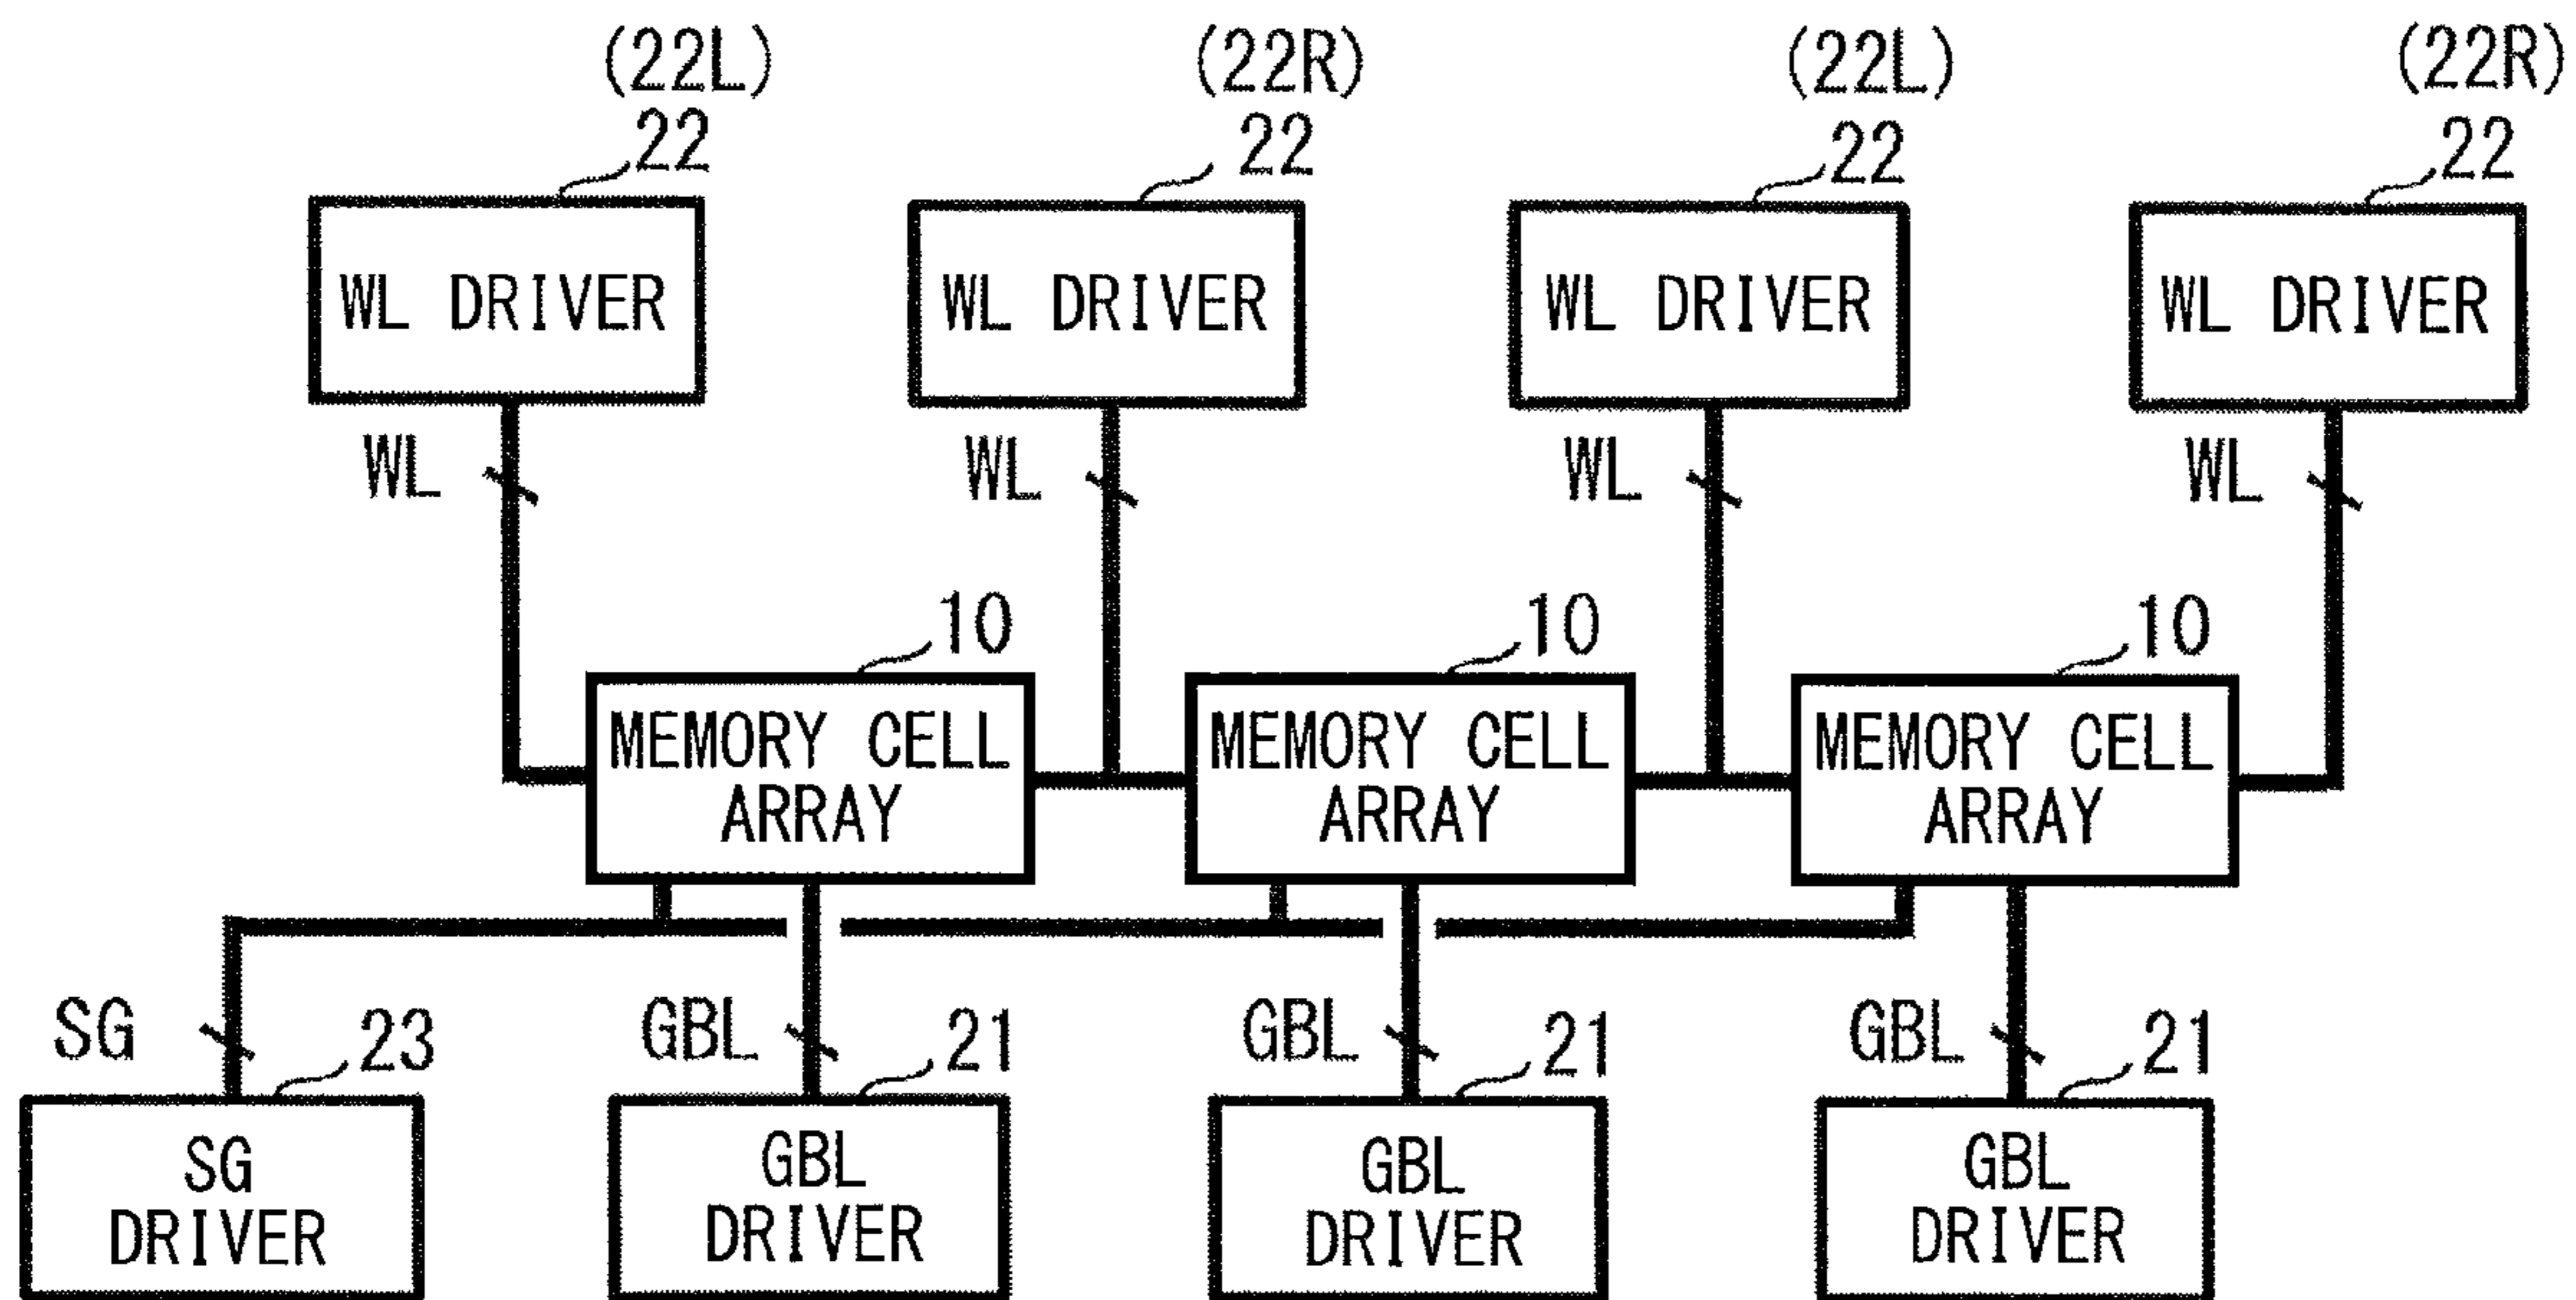 (22L) (22R) (22L) (22R)
22 22 22 22
WL DRIVER WL DRIVER WL DRIVER WL DRIVER
WL WL WL WL
10 10 10
MEMORY CELL MEMORY CELL MEMORY CELL
ARRAY ARRAY ARRAY
SG 23 GBL 21 GBL 21 GBL 21
SG GBL GBL GBL
DRIVER DRIVER DRIVER DRIVER